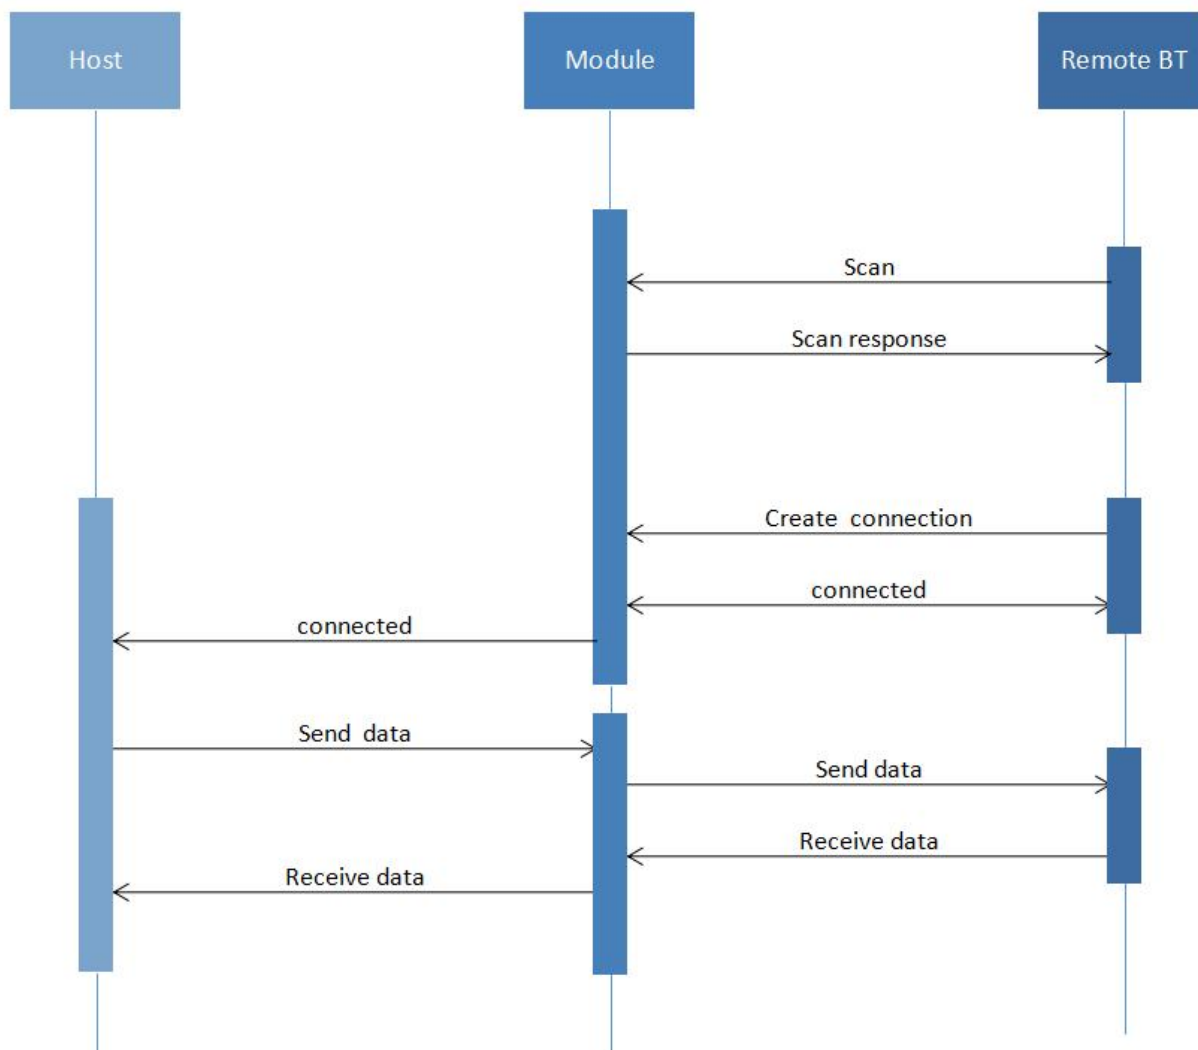 Host
Module
Remote BT
Scan
Scan response
Create  connection
connected
connected
Send  data
Send data
Receive data
Receive data